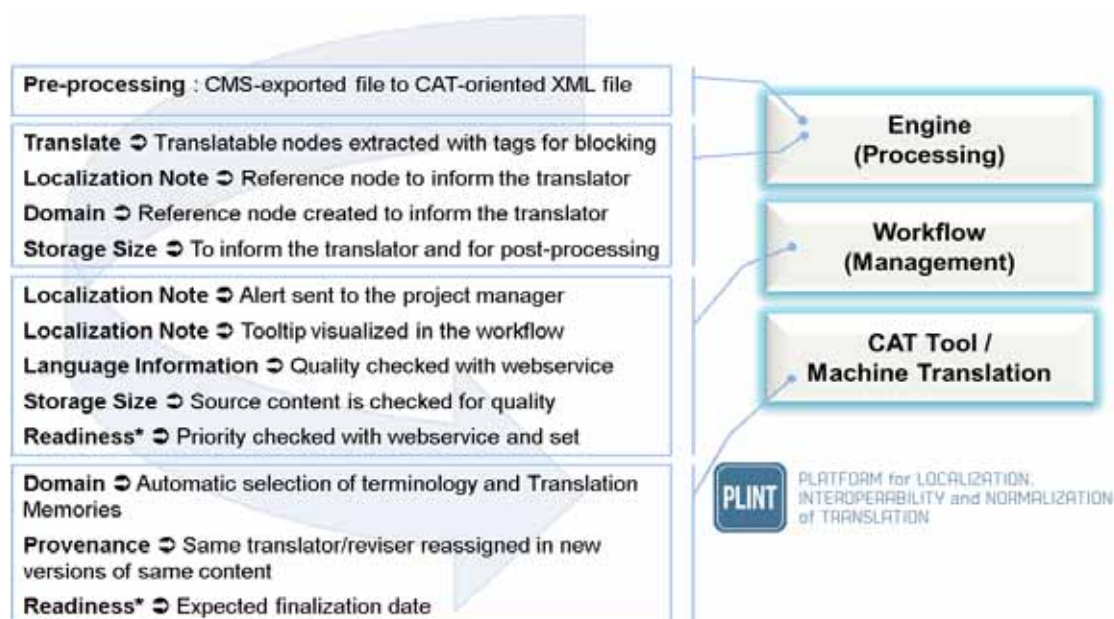 Pre-processing : CMS-exported file to CAT-oriented XML file
Translate ➲ Translatable nodes extracted with tags for blocking
Localization Note ➲ Reference node to inform the translator
Domain ➲ Reference node created to inform the translator
Storage Size ➲ To inform the translator and for post-processing
Localization Note ➲ Alert sent to the project manager
Localization Note ➲ Tooltip visualized in the workflow
Language Information ➲ Quality checked with webservice
Storage Size ➲ Source content is checked for quality
Readiness* ➲ Priority checked with webservice and set
Domain ➲ Automatic selection of terminology and Translation
Memories
Provenance ➲ Same translator/reviser reassigned in new
versions of same content
Readiness* ➲ Expected finalization date
Engine
(Processing)
Workflow
(Management)
CAT Tool /
Machine Translation
PLINT
PLATFORM for LOCALIZATION,
INTEROPERABILITY and NORMALIZATION
of TRANSLATION